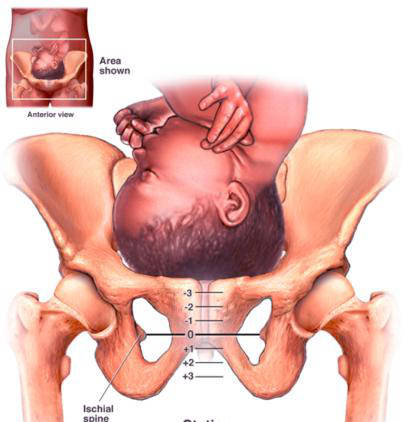 Area
shown
Anterior view
-3
-2
-1
0
+1
+2
+3
Ischial
spine